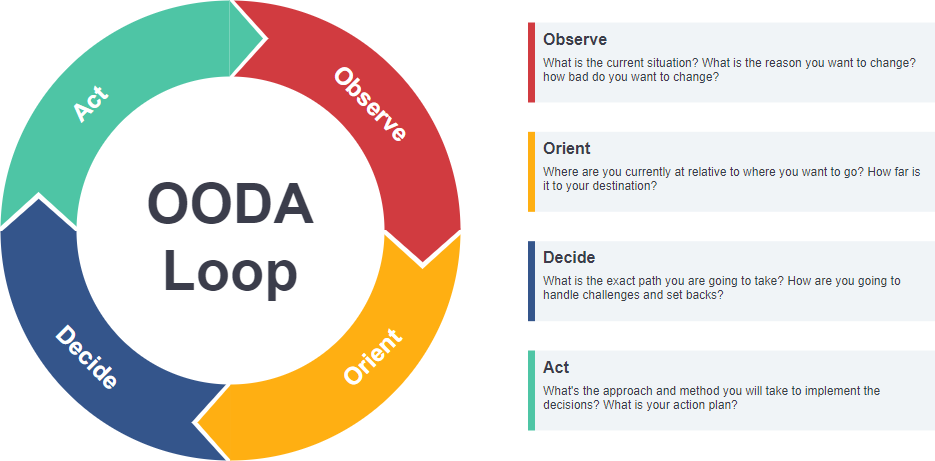 Act
Observe
OODA
Loop
Decide
Orient
Observe
What is the current situation? What is the reason you want to change?
how bad do you want to change?
Orient
Where are you currently at relative to where you want to go? How far is
it to your destination?
Decide
What is the exact path you are going to take? How are you going to
handle challenges and set backs?
Act
What's the approach and method you will take to implement the
decisions? What is your action plan?